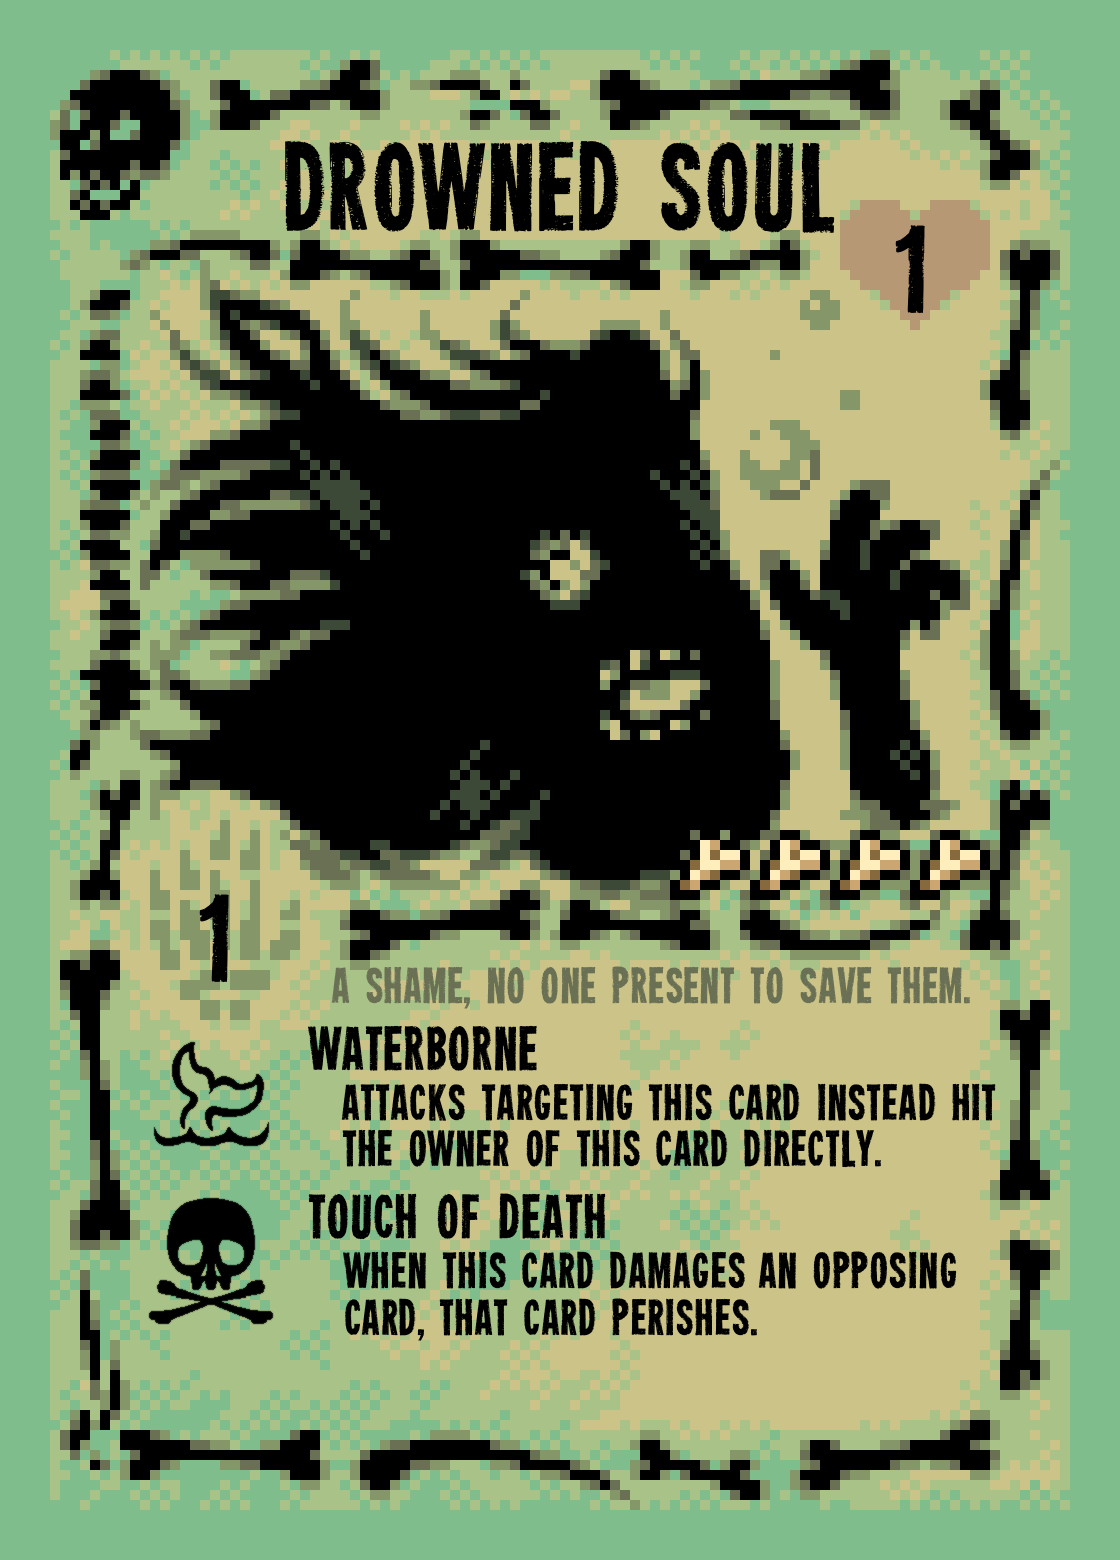 DROWNED SOUL
1
1
A SHAME, NO ONE PRESENT TO SAVE THEM.
WATERBORNE
ATTACKS TARGETING THIS CARD INSTEAD HIT
THE OWNER OF THIS CARD DIRECTLY.
TOUCH OF DEATH
WHEN THIS CARD DAMAGES AN OPPOSING
CARD, THAT CARD PERISHES.